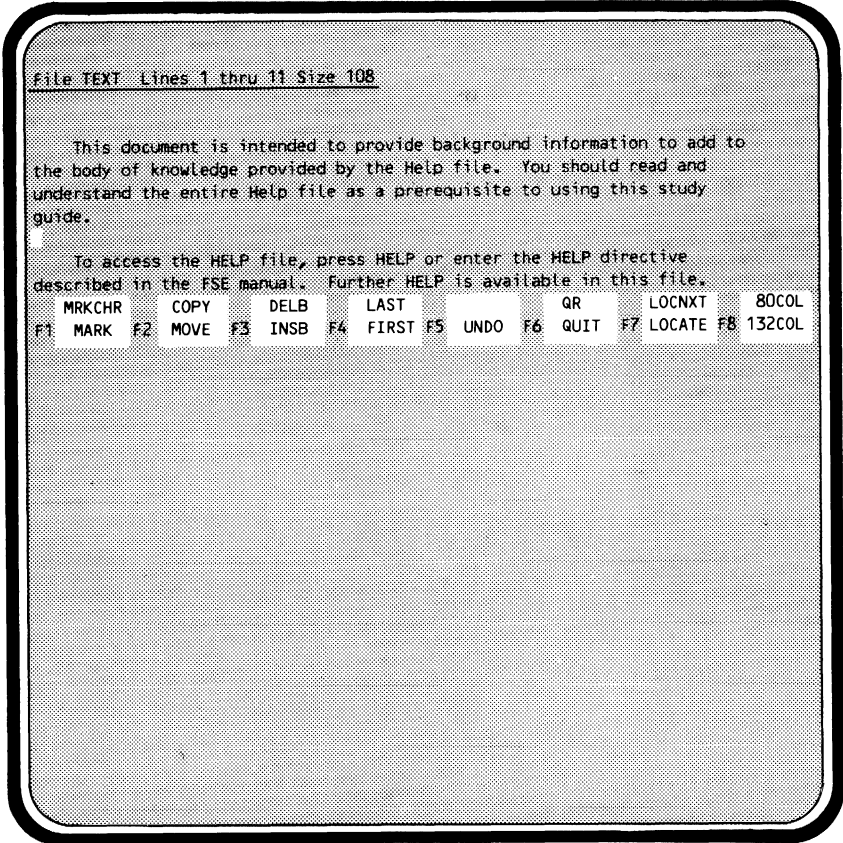 File TEXT  Lines 1 thru 11 Size 108
    This document is intended to provide background information to add to
the body of knowledge provided by the Help file.  You should read and
understand the entire Help file as a prerequisite to using this study
guide.
    To access the HELP file, press HELP or enter the HELP directive
described in the FSE manual.  Further HELP is available in this file.
MRKCHR COPY DELB LAST QR LOCNXT 80COL
F1 MARK F2 MOVE F3 INSB F4 FIRST F5 UNDO F6 QUIT F7 LOCATE F8 132COL